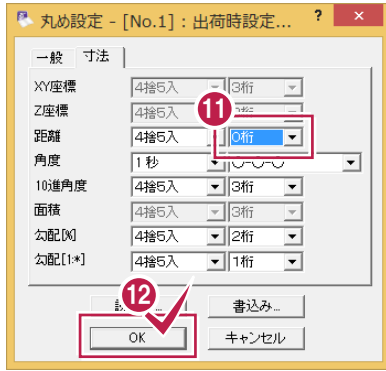 丸め設定 - [No.1] : 出荷時設定... ? ×
一般 寸法
XY座標 4捨5入 3桁
Z座標 4捨5入
11
距離 4捨5入 0桁
角度 1秒 0-0-0
10進角度 4捨5入 3桁
面積 4捨5入 3桁
勾配[%] 4捨5入 2桁
勾配[1:*] 4捨5入 1桁
12
書込み...
OK キャンセル